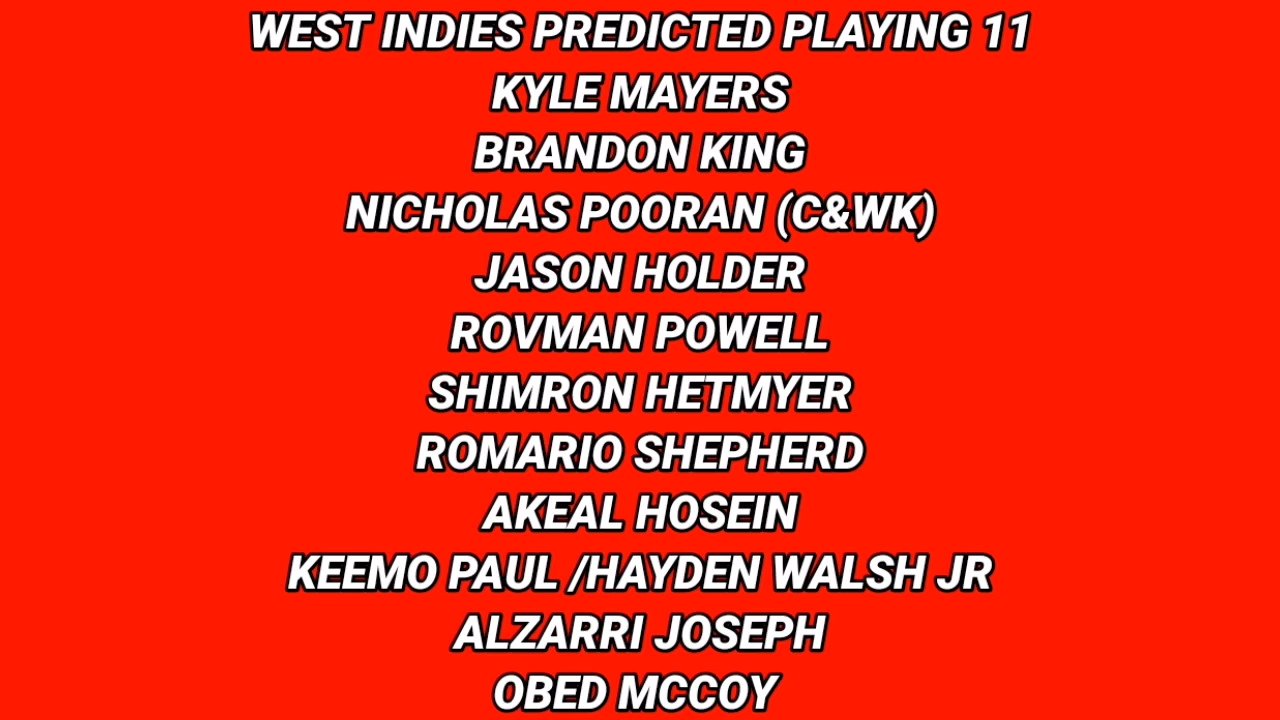 WEST INDIES PREDICTED PLAYING 11
KYLE MAYERS
BRANDON KING
NICHOLAS POORAN (C&WK)
JASON HOLDER
ROVMAN POWELL
SHIMRON HETMYER
ROMARIO SHEPHERD
AKEAL HOSEIN
KEEMO PAUL /HAYDEN WALSH JR
ALZARRI JOSEPH
OBED MCCOY